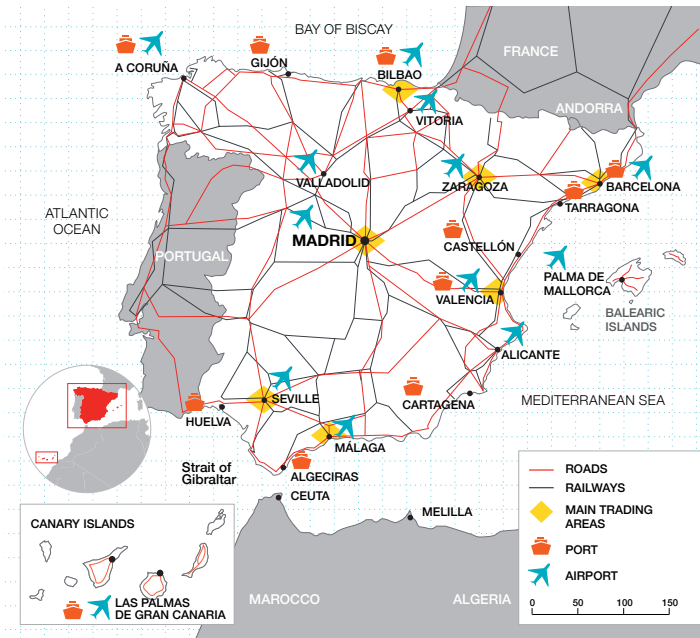 BAY OF BISCAY
FRANCE
A CORUÑA
GIJÓN
BILBAO
ANDORRA
VITORIA
VALLADOLID
ZARAGOZA
BARCELONA
TARRAGONA
ATLANTIC
OCEAN
MADRID
CASTELLÓN
PORTUGAL
PALMA DE
MALLORCA
VALENCIA
BALEARIC
ISLANDS
ALICANTE
SEVILLE
CARTAGENA
MEDITERRANEAN SEA
HUELVA
MÁLAGA
Strait of
Gibraltar
ALGECIRAS
CEUTA
MELILLA
CANARY ISLANDS
LAS PALMAS
DE GRAN CANARIA
MAROCCO
ALGERIA
ROADS
RAILWAYS
MAIN TRADING
AREAS
PORT
AIRPORT
0 50 100 150